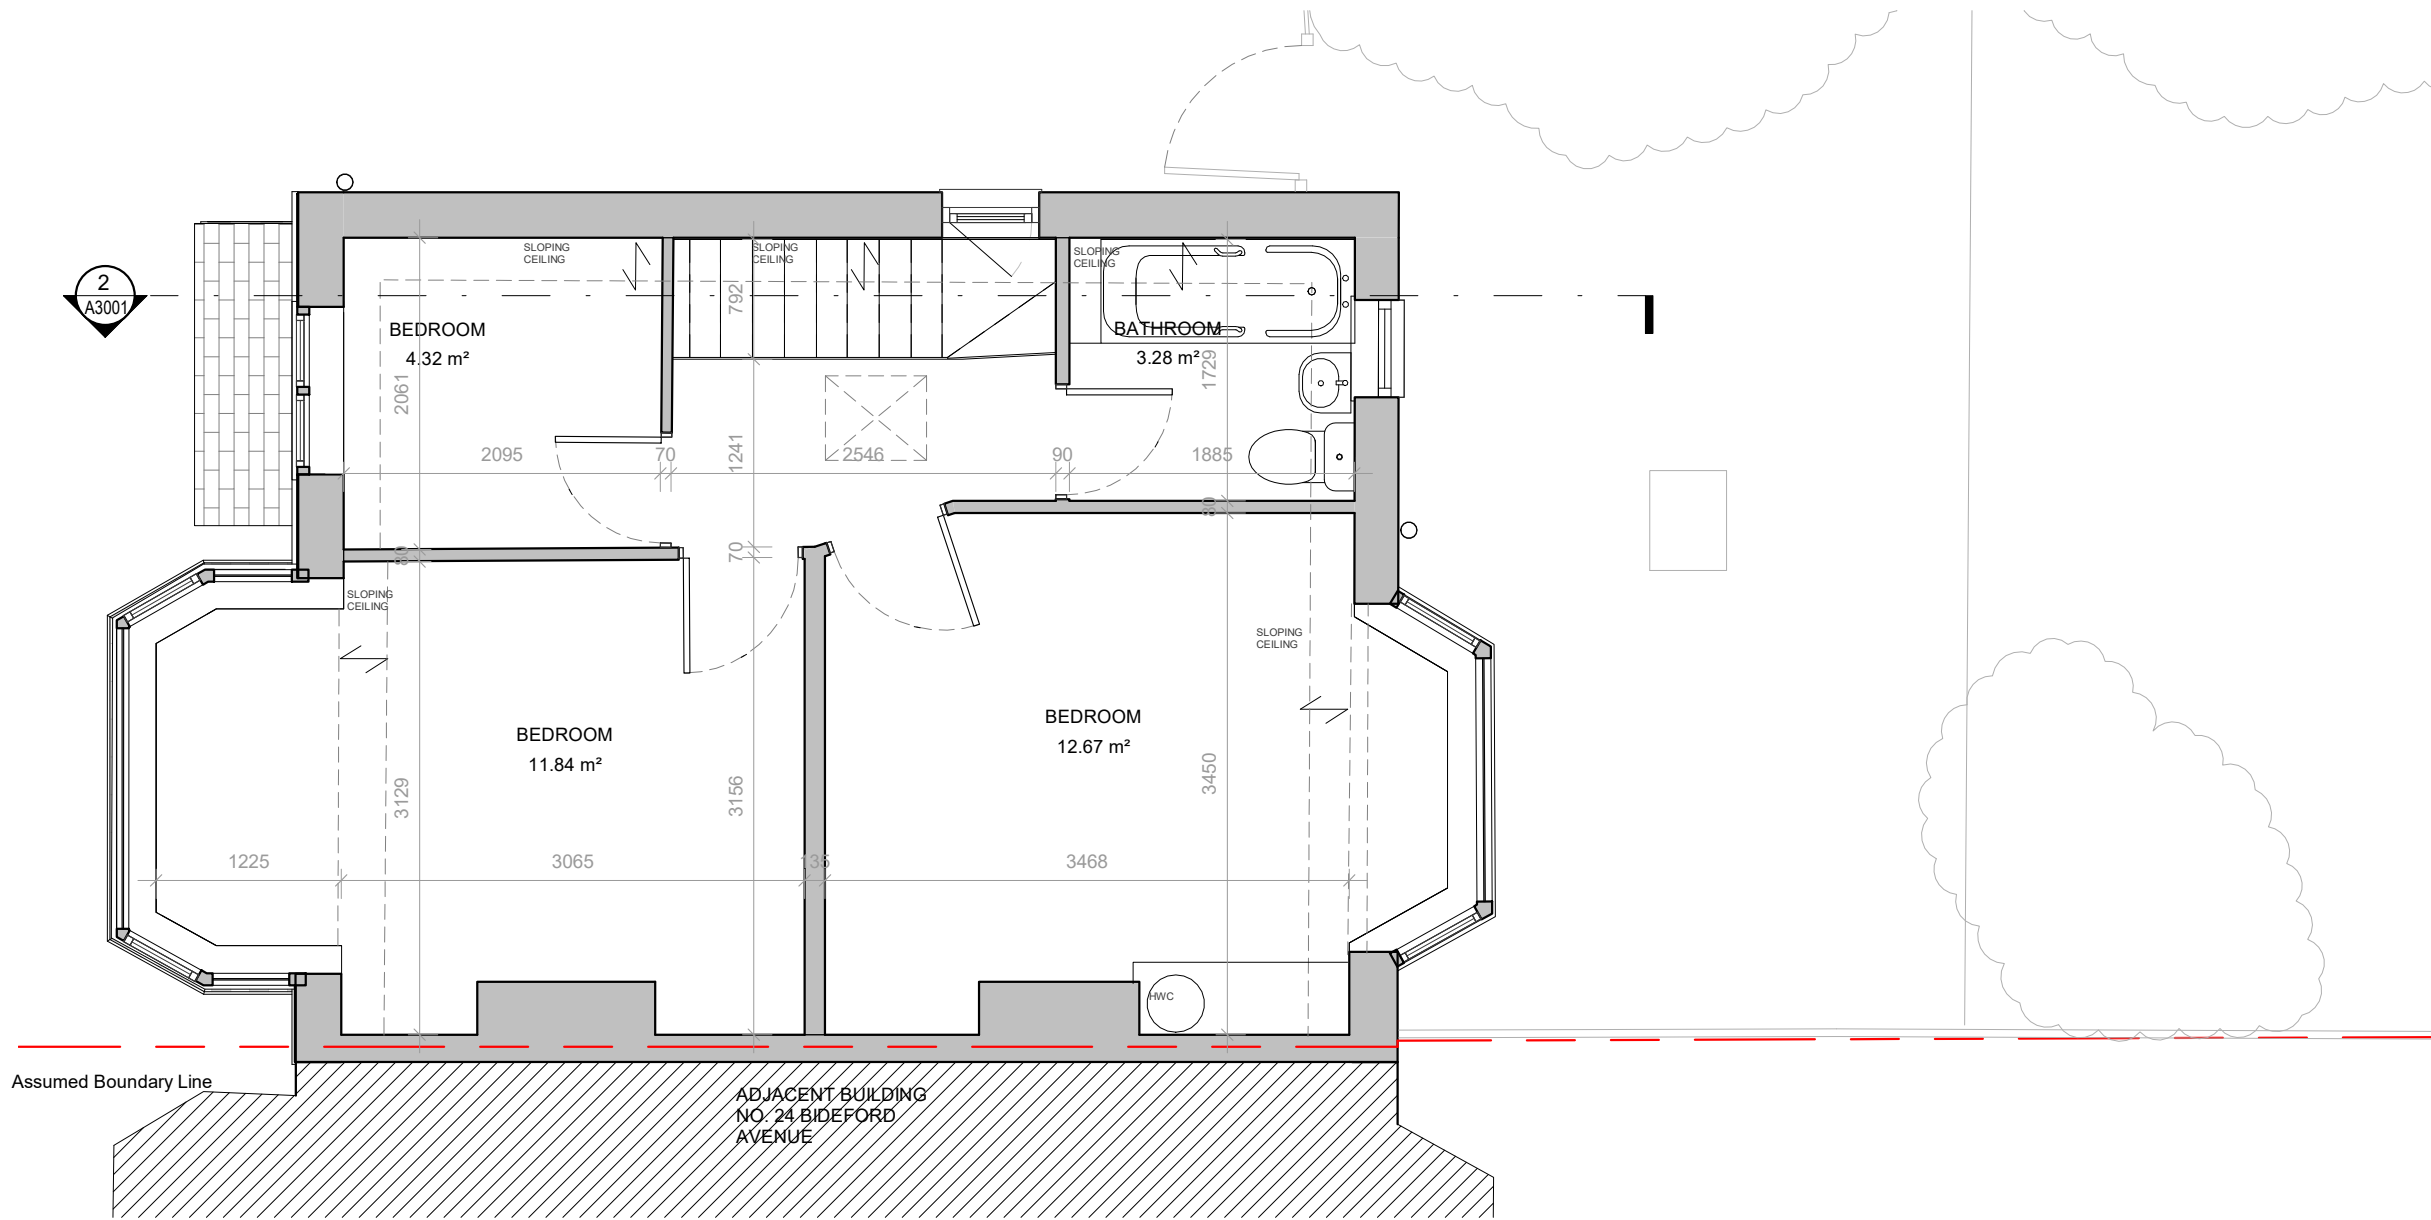 SLOPING
CEILING
SLOPING
CEILING
SLOPING
CEILING
2
A3001
792
BEDROOM
4.32 m²
BATHROOM
3.28 m²
1729
2061
1241
2095
70
2546
90
1885
80
80
70
SLOPING
CEILING
SLOPING
CEILING
BEDROOM
12.67 m²
BEDROOM
11.84 m²
3129
3156
3450
1225
3065
135
3468
HWC
Assumed Boundary Line
ADJACENT BUILDING
NO. 24 BIDEFORD
AVENUE